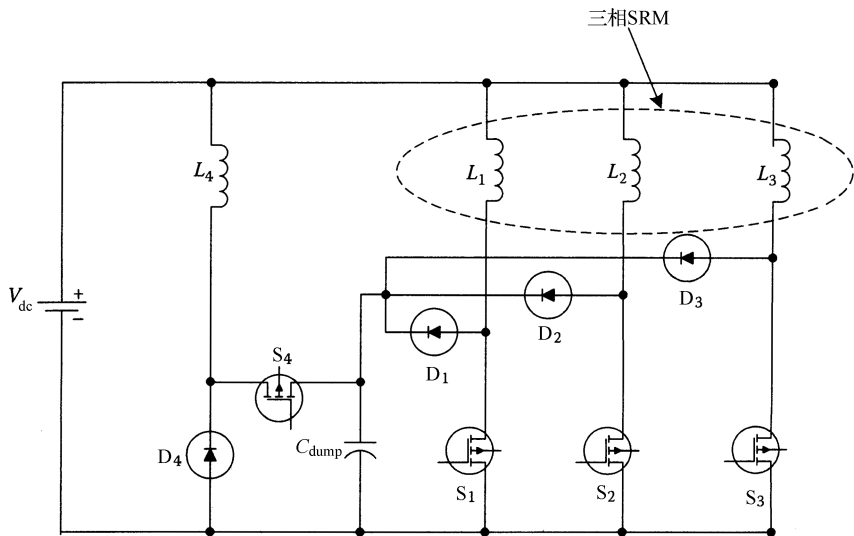 三相SRM
L4
L1
L2
L3
Vdc
+
−
D3
D2
D1
S4
Cdump
D4
S1
S2
S3